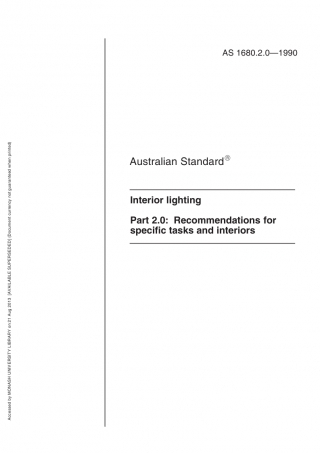 AS 1680.2.0—1990
Australian Standard®
Interior lighting
Part 2.0: Recommendations for
specific tasks and interiors
Accessed by MONASH UNIVERSITY LIBRARY on 21 Aug 2013 [AVAILABLE SUPERSEDED] (Document currency not guaranteed when printed)